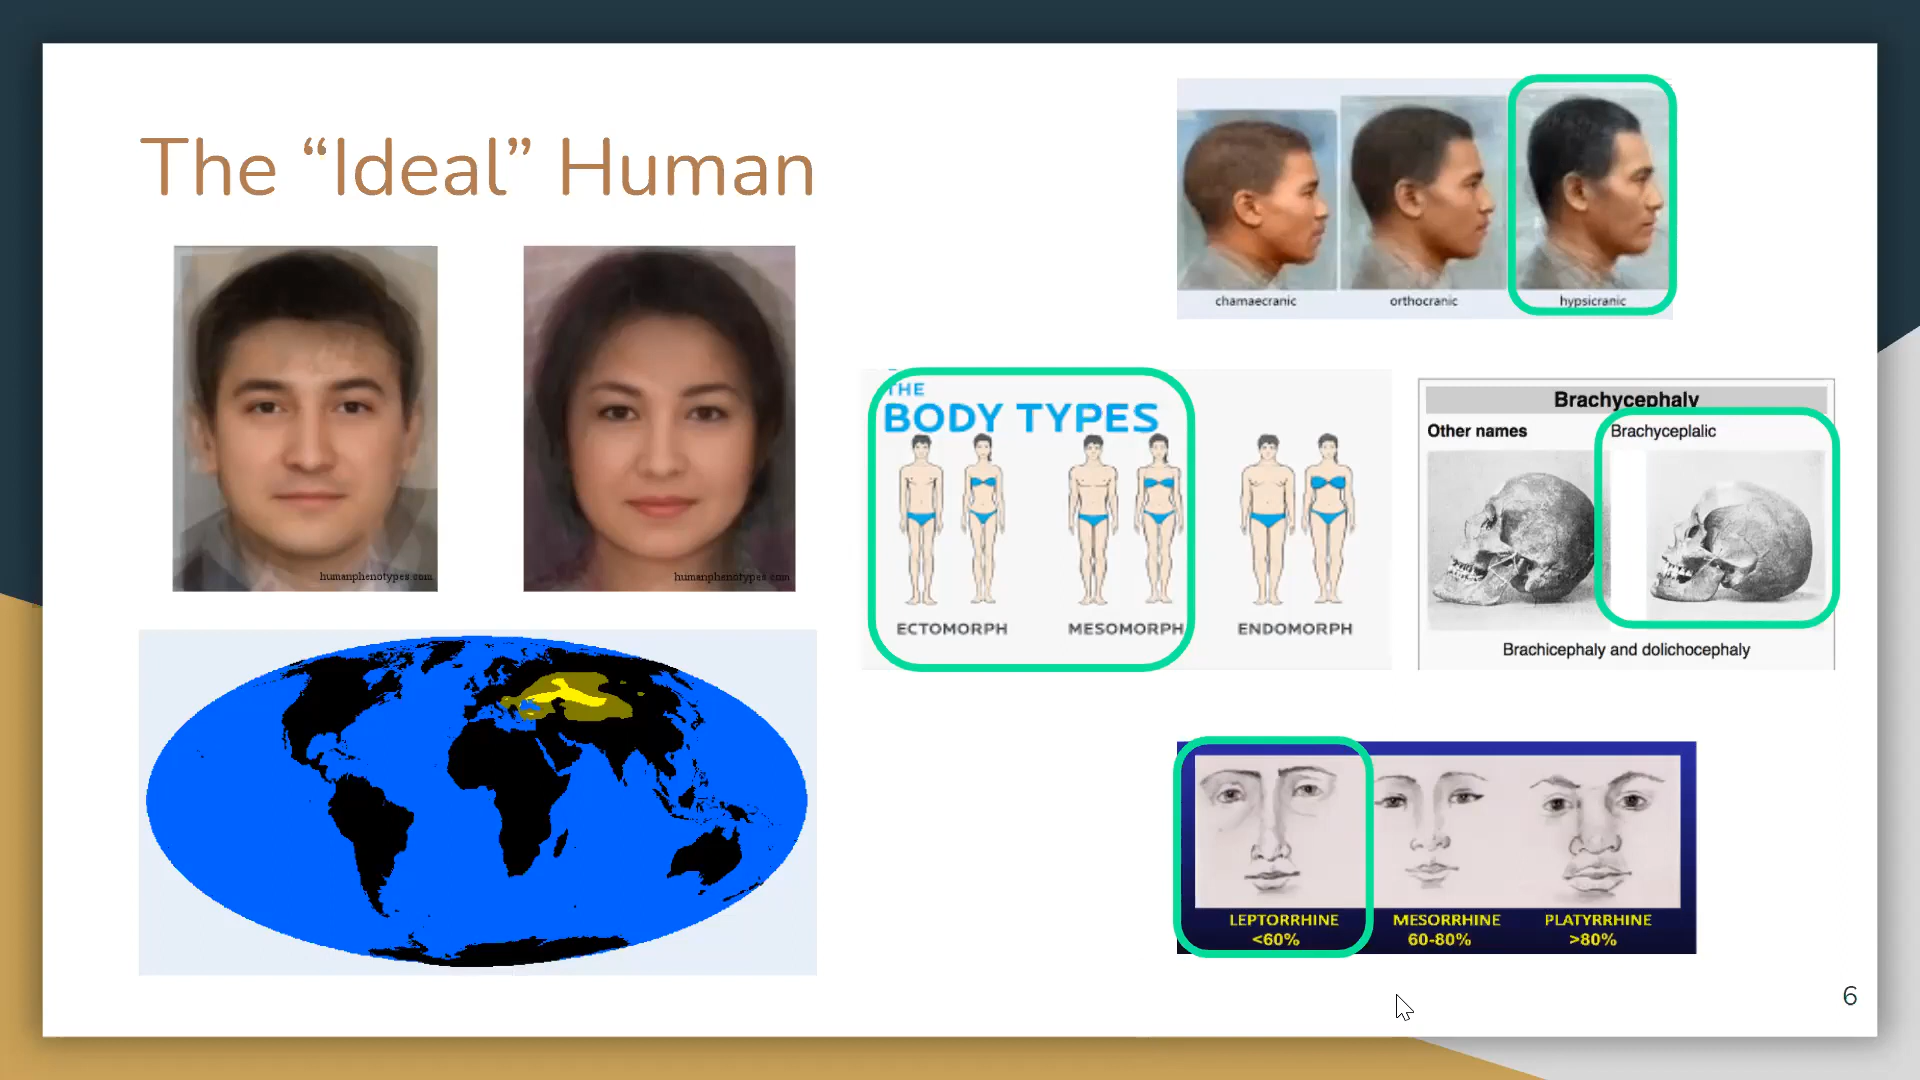 The “Ideal” Human
chamaecranic
orthocranic
hypsicranic
humanphenotypes.com
humanphenotypes.com
THE
BODY TYPES
ECTOMORPH
MESOMORPH
ENDOMORPH
Brachycephaly
Other names
Brachyceplalic
Brachicephaly and dolichocephaly
LEPTORRHINE
<60%
MESORRHINE
60-80%
PLATYRRHINE
>80%
6